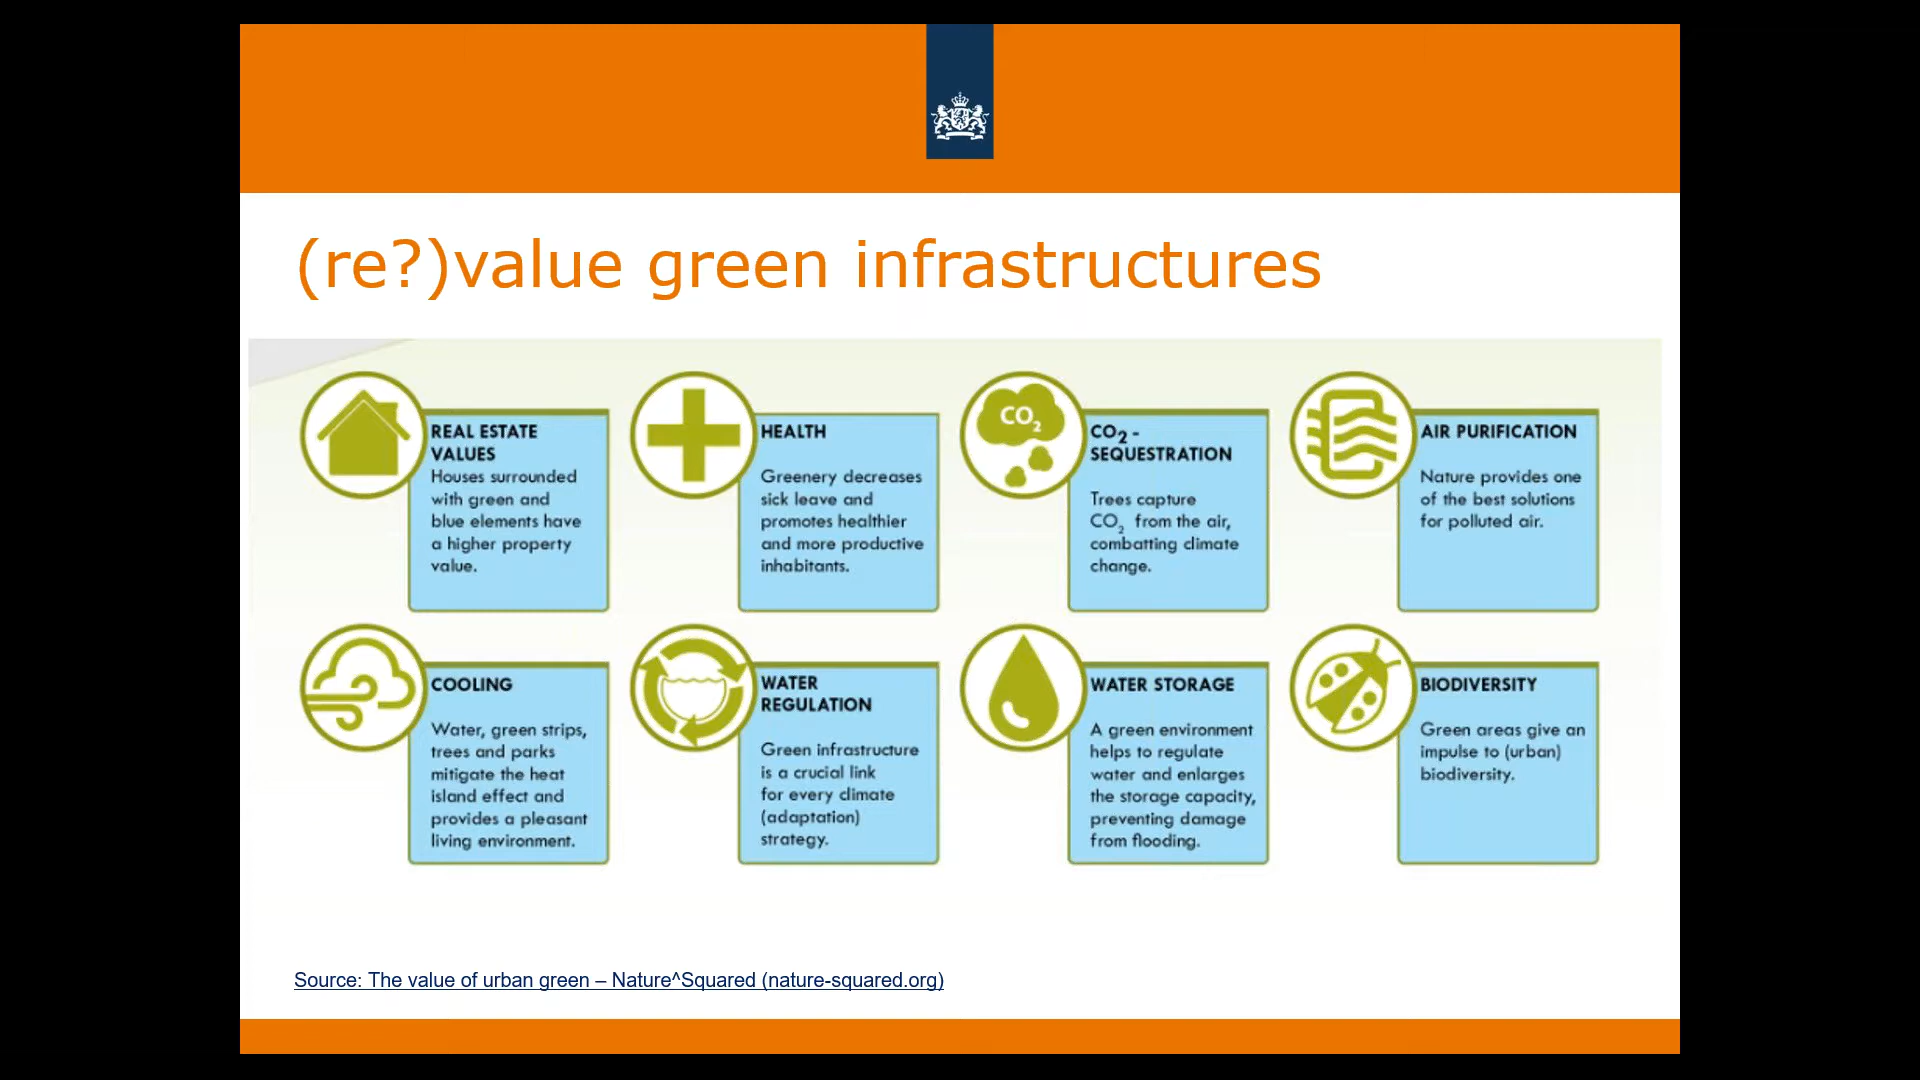 (re?)value green infrastructures
REAL ESTATE
VALUES
Houses surrounded
with green and
blue elements have
a higher property
value.
HEALTH
Greenery decreases
sick leave and
promotes healthier
and more productive
inhabitants.
CO₂
CO₂ -
SEQUESTRATION
Trees capture
CO₂ from the air,
combatting climate
change.
AIR PURIFICATION
Nature provides one
of the best solutions
for polluted air.
COOLING
Water, green strips,
trees and parks
mitigate the heat
island effect and
provides a pleasant
living environment.
WATER
REGULATION
Green infrastructure
is a crucial link
for every climate
(adaptation)
strategy.
WATER STORAGE
A green environment
helps to regulate
water and enlarges
the storage capacity,
preventing damage
from flooding.
BIODIVERSITY
Green areas give an
impulse to (urban)
biodiversity.
Source: The value of urban green – Nature^Squared (nature-squared.org)